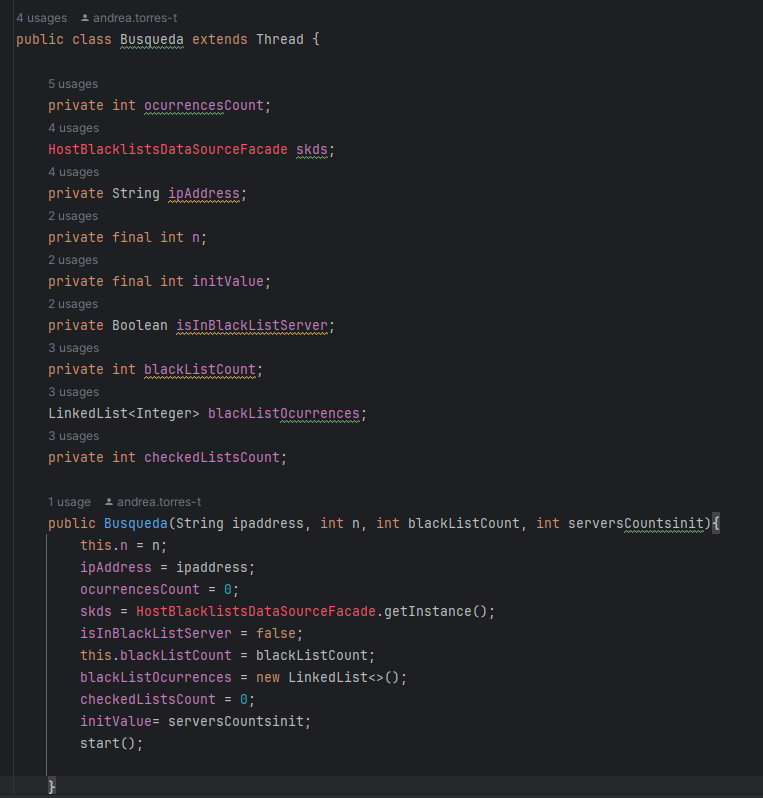 4 usages   andrea.torres-t
public class Busqueda extends Thread {
5 usages
private int ocurrencesCount;
4 usages
HostBlacklistsDataSourceFacade skds;
4 usages
private String ipAddress;
2 usages
private final int n;
2 usages
private final int initValue;
2 usages
private Boolean isInBlackListServer;
3 usages
private int blackListCount;
3 usages
LinkedList<Integer> blackListOcurrences;
3 usages
private int checkedListsCount;
1 usage   andrea.torres-t
public Busqueda(String ipaddress, int n, int blackListCount, int serversCountsinit){
this.n = n;
ipAddress = ipaddress;
ocurrencesCount = 0;
skds = HostBlacklistsDataSourceFacade.getInstance();
isInBlackListServer = false;
this.blackListCount = blackListCount;
blackListOcurrences = new LinkedList<>();
checkedListsCount = 0;
initValue= serversCountsinit;
start();
}